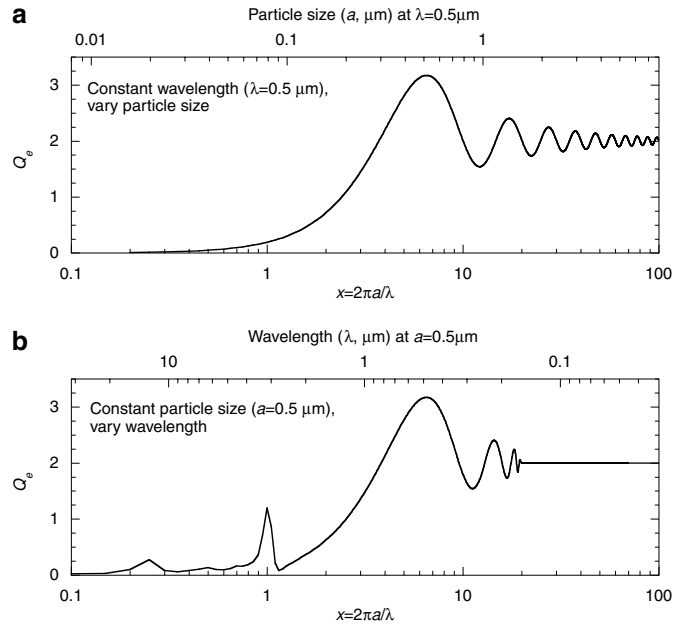 a
Particle size (a, μm) at λ=0.5μm
0.01 0.1 1
3
2
1
0
Qe
Constant wavelength (λ=0.5 μm),
vary particle size
0.1 1 10 100
x=2πa/λ
b
Wavelength (λ, μm) at a=0.5μm
10 1 0.1
3
2
1
0
Qe
Constant particle size (a=0.5 μm),
vary wavelength
0.1 1 10 100
x=2πa/λ